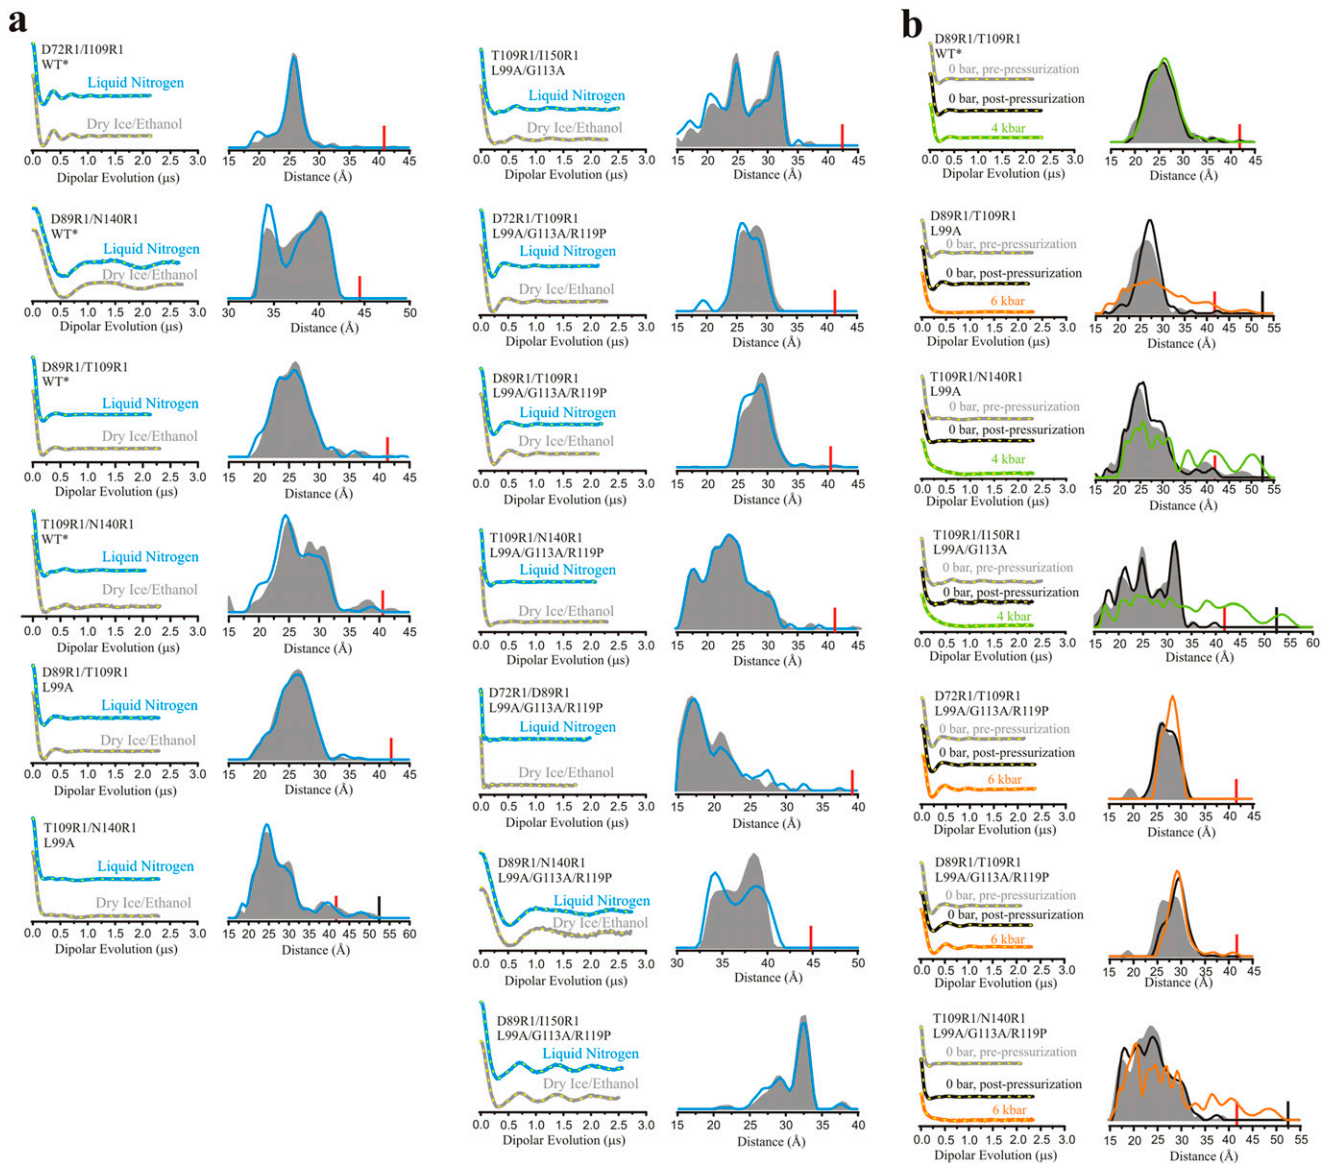 a
D72R1/I109R1
WT*
Liquid Nitrogen
Dry Ice/Ethanol
0.0 0.5 1.0 1.5 2.0 2.5 3.0
Dipolar Evolution (μs)
15 20 25 30 35 40 45
Distance (Å)
D89R1/N140R1
WT*
Liquid Nitrogen
Dry Ice/Ethanol
0.0 0.5 1.0 1.5 2.0 2.5 3.0
Dipolar Evolution (μs)
30 35 40 45 50
Distance (Å)
D89R1/T109R1
WT*
Liquid Nitrogen
Dry Ice/Ethanol
0.0 0.5 1.0 1.5 2.0 2.5 3.0
Dipolar Evolution (μs)
15 20 25 30 35 40 45
Distance (Å)
T109R1/N140R1
WT*
Liquid Nitrogen
Dry Ice/Ethanol
0.0 0.5 1.0 1.5 2.0 2.5 3.0
Dipolar Evolution (μs)
15 20 25 30 35 40 45
Distance (Å)
D89R1/T109R1
L99A
Liquid Nitrogen
Dry Ice/Ethanol
0.0 0.5 1.0 1.5 2.0 2.5 3.0
Dipolar Evolution (μs)
15 20 25 30 35 40 45
Distance (Å)
T109R1/N140R1
L99A
Liquid Nitrogen
Dry Ice/Ethanol
0.0 0.5 1.0 1.5 2.0 2.5 3.0
Dipolar Evolution (μs)
15 20 25 30 35 40 45 50 55 60
Distance (Å)
T109R1/I150R1
L99A/G113A
Liquid Nitrogen
Dry Ice/Ethanol
0.0 0.5 1.0 1.5 2.0 2.5 3.0
Dipolar Evolution (μs)
15 20 25 30 35 40 45
Distance (Å)
D72R1/T109R1
L99A/G113A/R119P
Liquid Nitrogen
Dry Ice/Ethanol
0.0 0.5 1.0 1.5 2.0 2.5 3.0
Dipolar Evolution (μs)
15 20 25 30 35 40 45
Distance (Å)
D89R1/T109R1
L99A/G113A/R119P
Liquid Nitrogen
Dry Ice/Ethanol
0.0 0.5 1.0 1.5 2.0 2.5 3.0
Dipolar Evolution (μs)
15 20 25 30 35 40 45
Distance (Å)
T109R1/N140R1
L99A/G113A/R119P
Liquid Nitrogen
Dry Ice/Ethanol
0.0 0.5 1.0 1.5 2.0 2.5 3.0
Dipolar Evolution (μs)
15 20 25 30 35 40 45
Distance (Å)
D72R1/D89R1
L99A/G113A/R119P
Liquid Nitrogen
Dry Ice/Ethanol
0.0 0.5 1.0 1.5 2.0 2.5 3.0
Dipolar Evolution (μs)
15 20 25 30 35 40
Distance (Å)
D89R1/N140R1
L99A/G113A/R119P
Liquid Nitrogen
Dry Ice/Ethanol
0.0 0.5 1.0 1.5 2.0 2.5 3.0
Dipolar Evolution (μs)
30 35 40 45 50
Distance (Å)
D89R1/I150R1
L99A/G113A/R119P
Liquid Nitrogen
Dry Ice/Ethanol
0.0 0.5 1.0 1.5 2.0 2.5 3.0
Dipolar Evolution (μs)
15 20 25 30 35 40
Distance (Å)
b
D89R1/T109R1
WT*
0 bar, pre-pressurization
0 bar, post-pressurization
4 kbar
0.0 0.5 1.0 1.5 2.0 2.5 3.0
Dipolar Evolution (μs)
15 20 25 30 35 40 45
Distance (Å)
D89R1/T109R1
L99A
0 bar, pre-pressurization
0 bar, post-pressurization
6 kbar
0.0 0.5 1.0 1.5 2.0 2.5 3.0
Dipolar Evolution (μs)
15 20 25 30 35 40 45 50 55
Distance (Å)
T109R1/N140R1
L99A
0 bar, pre-pressurization
0 bar, post-pressurization
4 kbar
0.0 0.5 1.0 1.5 2.0 2.5 3.0
Dipolar Evolution (μs)
15 20 25 30 35 40 45 50 55
Distance (Å)
T109R1/I150R1
L99A/G113A
0 bar, pre-pressurization
0 bar, post-pressurization
4 kbar
0.0 0.5 1.0 1.5 2.0 2.5 3.0
Dipolar Evolution (μs)
15 20 25 30 35 40 45 50 55 60
Distance (Å)
D72R1/T109R1
L99A/G113A/R119P
0 bar, pre-pressurization
0 bar, post-pressurization
6 kbar
0.0 0.5 1.0 1.5 2.0 2.5 3.0
Dipolar Evolution (μs)
15 20 25 30 35 40 45
Distance (Å)
D89R1/T109R1
L99A/G113A/R119P
0 bar, pre-pressurization
0 bar, post-pressurization
6 kbar
0.0 0.5 1.0 1.5 2.0 2.5 3.0
Dipolar Evolution (μs)
15 20 25 30 35 40 45
Distance (Å)
T109R1/N140R1
L99A/G113A/R119P
0 bar, pre-pressurization
0 bar, post-pressurization
6 kbar
0.0 0.5 1.0 1.5 2.0 2.5 3.0
Dipolar Evolution (μs)
15 20 25 30 35 40 45 50 55
Distance (Å)